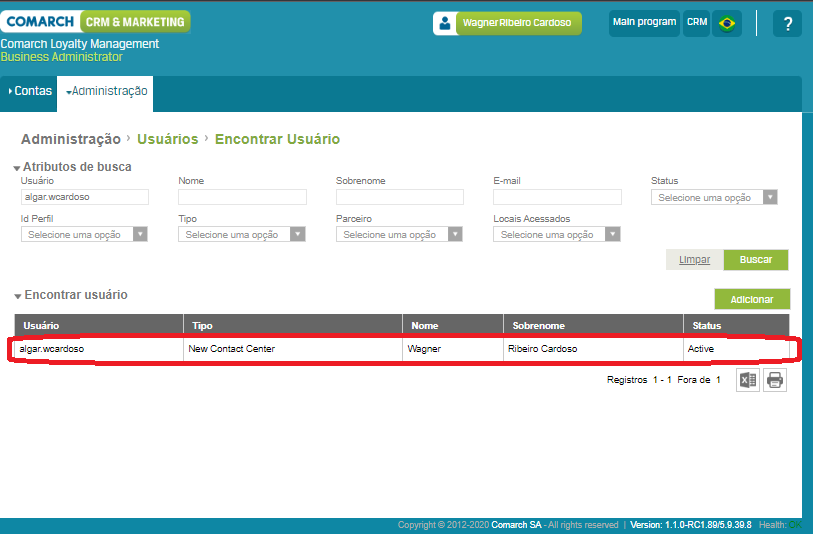 COMARCH CRM & MARKETING
Wagner Ribeiro Cardoso
Main program
CRM
?
Comarch Loyalty Management
Business Administrator
Contas
Administração
Administração › Usuários › Encontrar Usuário
Atributos de busca
Usuário Nome Sobrenome E-mail Status
algar.wcardoso Selecione uma opção
Id Perfil Tipo Parceiro Locais Acessados
Selecione uma opção Selecione uma opção Selecione uma opção Selecione uma opção
Limpar Buscar
Encontrar usuário
Adicionar
Usuário Tipo Nome Sobrenome Status
algar.wcardoso New Contact Center Wagner Ribeiro Cardoso Active
Registros 1 - 1 Fora de 1
Copyright © 2012-2020 Comarch SA - All rights reserved | Version: 1.1.0-RC1.89/5.9.39.8 Health: OK